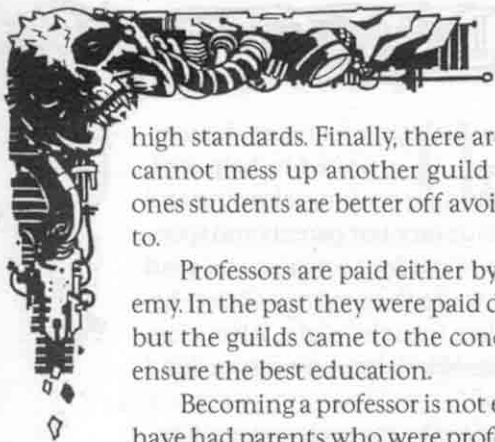 high standards. Finally, there ar
cannot mess up another guild
ones students are better off avoi
to.
Professors are paid either by
emy. In the past they were paid
but the guilds came to the con
ensure the best education.
Becoming a professor is not e
have had parents who were prof